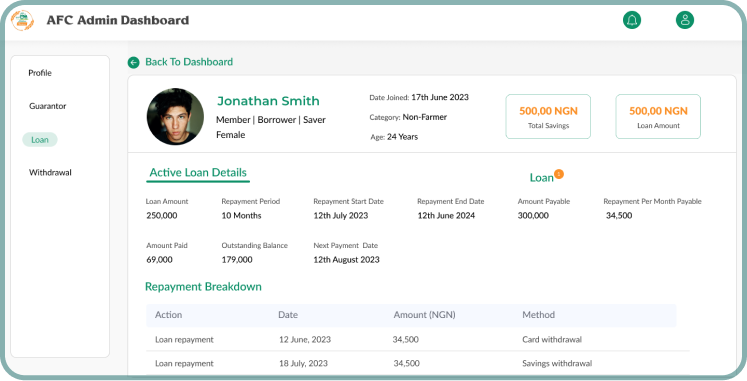 AFC Admin Dashboard
Back To Dashboard
Profile
Guarantor
Loan
Withdrawal
Jonathan Smith
Member | Borrower | Saver
Female
Date Joined: 17th June 2023
Category: Non-Farmer
Age: 24 Years
500,00 NGN
Total Savings
500,00 NGN
Loan Amount
Active Loan Details
Loan
Loan Amount Repayment Period Repayment Start Date Repayment End Date Amount Payable Repayment Per Month Payable
250,000 10 Months 12th July 2023 12th June 2024 300,000 34,500
Amount Paid Outstanding Balance Next Payment Date
69,000 179,000 12th August 2023
Repayment Breakdown
Action Date Amount (NGN) Method
Loan repayment 12 June, 2023 34,500 Card withdrawal
Loan repayment 18 July, 2023 34,500 Savings withdrawal